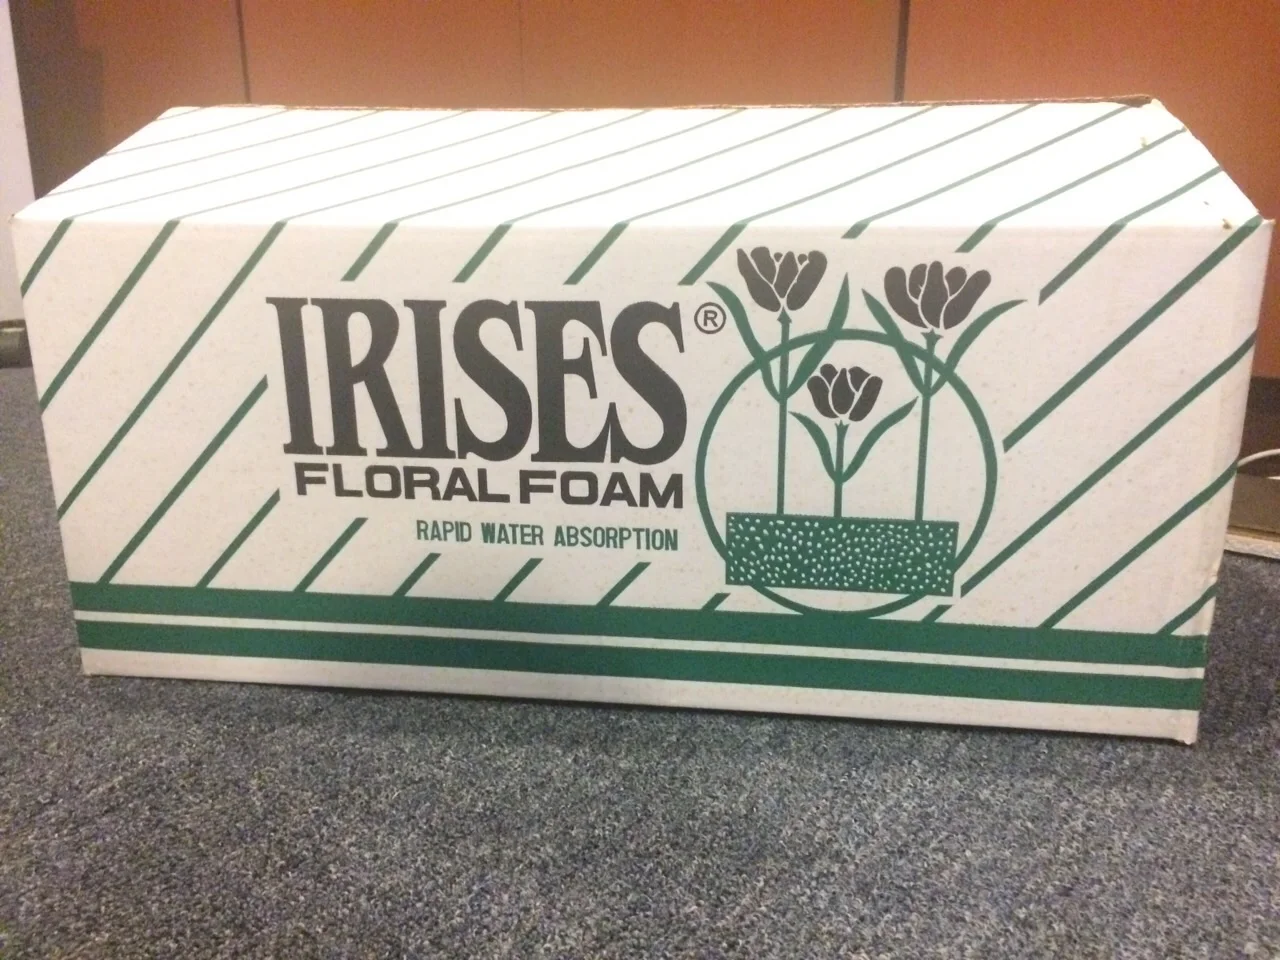 IRISES®
FLORAL FOAM
RAPID WATER ABSORPTION